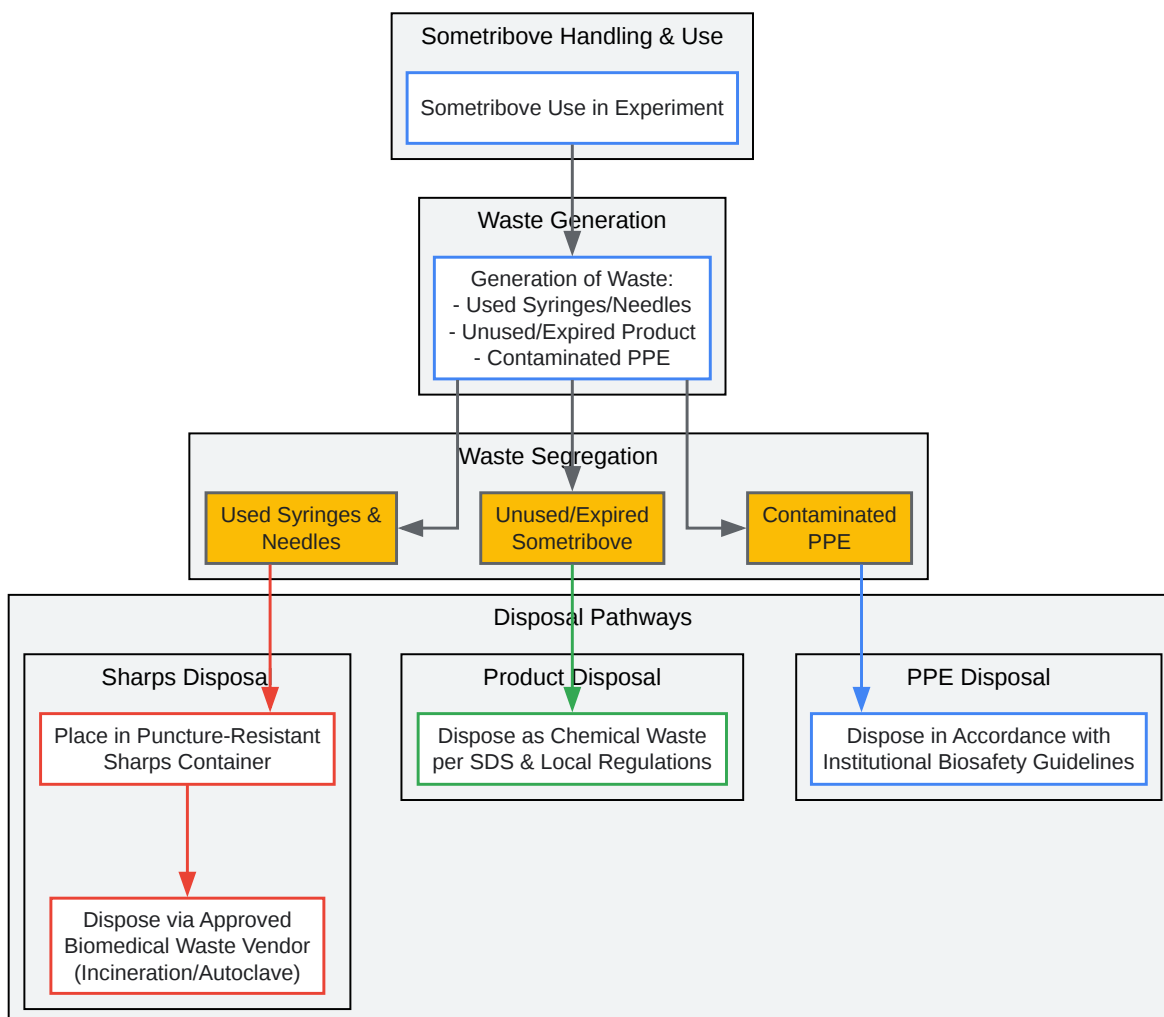 Sometribove Handling & Use
Sometribove Use in Experiment
Waste Generation
Generation of Waste:
- Used Syringes/Needles
- Unused/Expired Product
- Contaminated PPE
Waste Segregation
Used Syringes &
Needles
Unused/Expired
Sometribove
Contaminated
PPE
Disposal Pathways
Sharps Disposal
Place in Puncture-Resistant
Sharps Container
Dispose via Approved
Biomedical Waste Vendor
(Incineration/Autoclave)
Product Disposal
Dispose as Chemical Waste
per SDS & Local Regulations
PPE Disposal
Dispose in Accordance with
Institutional Biosafety Guidelines